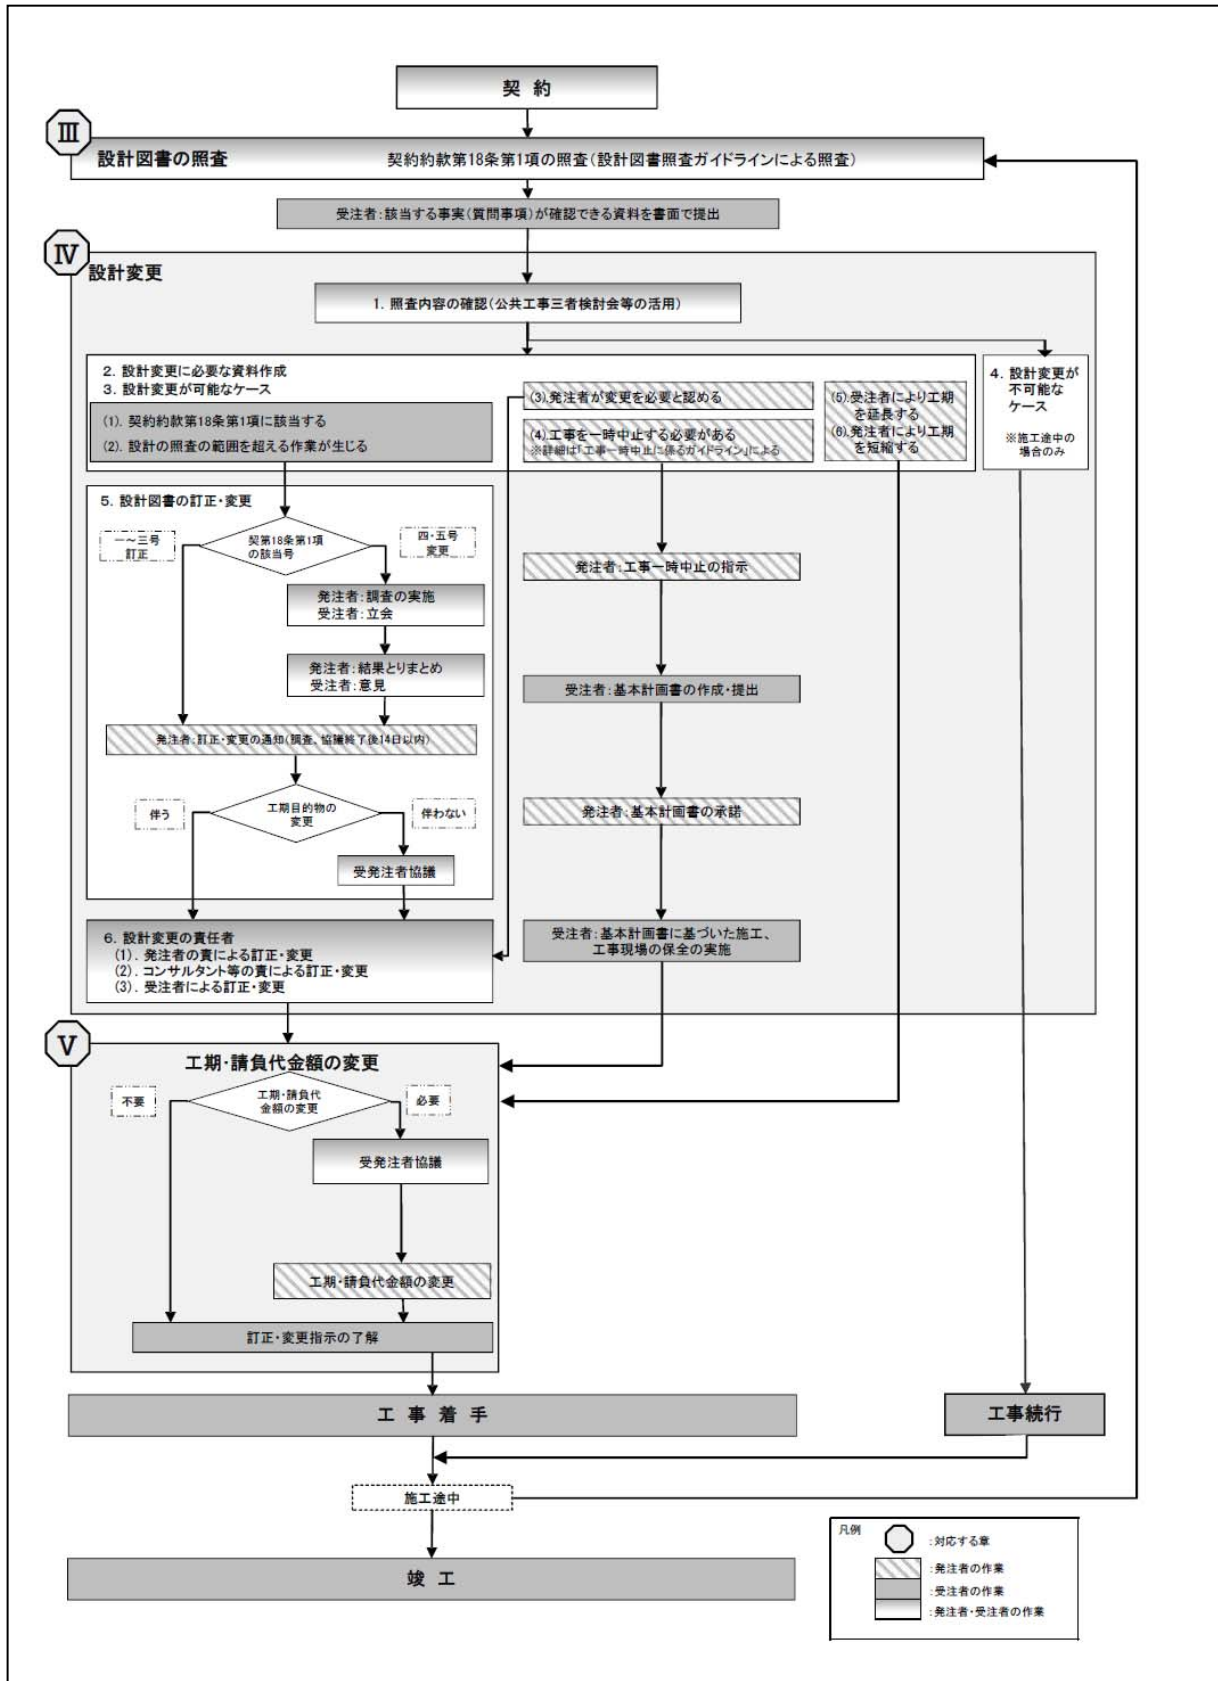 契 約
Ⅲ
設計図書の照査 契約約款第18条第1項の照査(設計図書照査ガイドラインによる照査)
受注者:該当する事実(質問事項)が確認できる資料を書面で提出
Ⅳ
設計変更
1. 照査内容の確認(公共工事三者検討会等の活用)
2. 設計変更に必要な資料作成
3. 設計変更が可能なケース
(1). 契約約款第18条第1項に該当する
(2). 設計の照査の範囲を超える作業が生じる
(3).発注者が変更を必要と認める
(4).工事を一時中止する必要がある
※詳細は「工事一時中止に係るガイドライン」による
(5).受注者により工期
を延長する
(6).発注者により工期
を短縮する
4. 設計変更が
不可能な
ケース
※施工途中の
場合のみ
5. 設計図書の訂正・変更
一～三号
訂正
契第18条第1項
の該当号
四・五号
変更
発注者:調査の実施
受注者:立会
発注者:結果とりまとめ
受注者:意見
発注者:訂正・変更の通知(調査、協議終了後14日以内)
伴う
工期目的物の
変更
伴わない
受発注者協議
発注者:工事一時中止の指示
受注者:基本計画書の作成・提出
発注者:基本計画書の承諾
受注者:基本計画書に基づいた施工、
工事現場の保全の実施
6. 設計変更の責任者
(1). 発注者の責による訂正・変更
(2). コンサルタント等の責による訂正・変更
(3). 受注者による訂正・変更
Ⅴ
工期・請負代金額の変更
不要
工期・請負代
金額の変更
必要
受発注者協議
工期・請負代金額の変更
訂正・変更指示の了解
工 事 着 手
工事続行
施工途中
竣 工
凡例
:対応する章
:発注者の作業
:受注者の作業
:発注者・受注者の作業